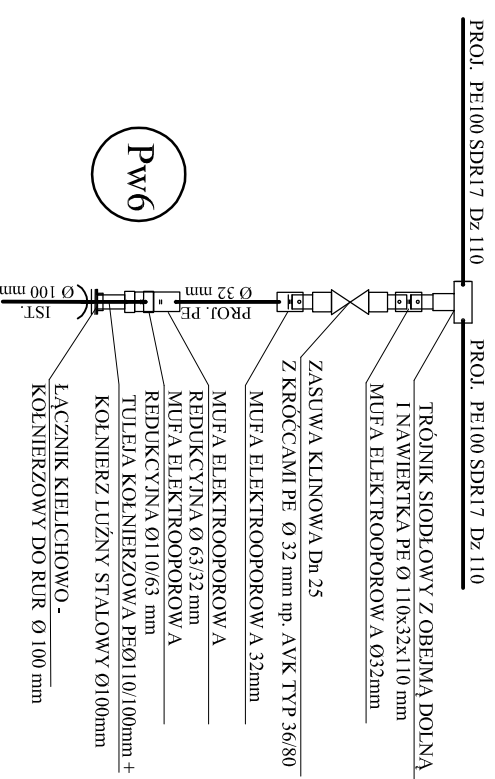 PROJ. PE100 SDR17 Dz 110
PROJ. PE100 SDR17 Dz 110
TRÓJNIK SIODŁOWY Z OBEJMĄ DOLNĄ
I NAWIERTKA PE Ø 110x32x110 mm
MUFA ELEKTROOPOROWA Ø32mm
ZASUWA KLINOWA Dn 25
Z KRÓĆCAMI PE Ø 32 mm np. AVK TYP 36/80
MUFA ELEKTROOPOROWA 32mm
MUFA ELEKTROOPOROWA
REDUKCYJNA Ø 63/32 mm
MUFA ELEKTROOPOROWA
REDUKCYJNA Ø110/63 mm
TULEJA KOŁNIERZOWA PEØ110/100mm +
KOŁNIERZ LUŹNY STALOWY Ø100mm
ŁĄCZNIK KIELICHOWO -
KOŁNIERZOWY DO RUR Ø 100 mm
PROJ. PE
Ø 32 mm
IST.
Ø 100 mm
Pw6